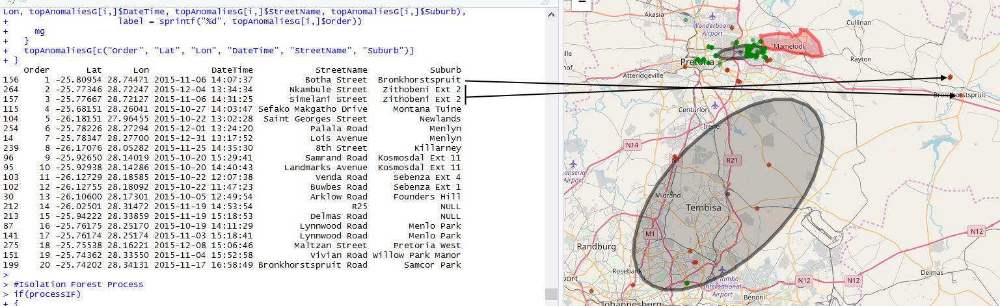 Lon, topAnomaliesG[i,]$DateTime, topAnomaliesG[i,]$StreetName, topAnomaliesG[i,]$Suburb),
+                      label = sprintf("%d", topAnomaliesG[i,]$Order))
+     mg
+   }
+   topAnomaliesG[c("Order", "Lat", "Lon", "DateTime", "StreetName", "Suburb")]
+ }
    Order       Lat      Lon            DateTime            StreetName            Suburb
156     1 -25.80954 28.74471 2015-11-06 14:07:37          Botha Street  Bronkhorstspruit
264     2 -25.77346 28.72247 2015-12-04 13:34:34       Nkambule Street   Zithobeni Ext 2
157     3 -25.77667 28.72127 2015-11-06 14:31:25       Simelani Street   Zithobeni Ext 2
115     4 -25.68151 28.26041 2015-10-27 14:03:47 Sefako Makgatho Drive     Montana Tuine
104     5 -26.18151 27.96455 2015-12-22 13:02:28   Saint Georges Street          Newlands
254     6 -25.78226 28.27294 2015-12-01 13:24:20           Palala Road            Menlyn
14      7 -25.78347 28.27700 2015-12-31 13:17:52           Lois Avenue            Menlyn
239     8 -26.17076 28.05282 2015-11-25 14:35:30            8th Street         Killarney
96      9 -25.92650 28.14019 2015-10-20 15:29:41          Samrand Road  Kosmosdal Ext 11
95     10 -25.92938 28.14286 2015-10-20 14:40:43      Landmarks Avenue  Kosmosdal Ext 11
103    11 -26.12729 28.18585 2015-10-22 12:07:38            Venda Road     Sebenza Ext 4
102    12 -26.12755 28.18092 2015-10-22 11:47:23           Buwbes Road     Sebenza Ext 1
30     13 -26.10600 28.17301 2015-10-05 12:49:54           Arklow Road     Founders Hill
212    14 -26.02501 28.31472 2015-11-19 14:53:54                   R25              NULL
213    15 -25.94222 28.33859 2015-11-19 15:18:53           Delmas Road              NULL
87     16 -25.76175 28.25170 2015-10-19 14:11:29         Lynnwood Road        Menlo Park
141    17 -25.76174 28.25174 2015-11-03 15:18:41         Lynnwood Road        Menlo Park
275    18 -25.75538 28.16221 2015-12-08 15:06:46        Maltzan Street     Pretoria West
151    19 -25.74362 28.33550 2015-11-04 15:52:58           Vivian Road Willow Park Manor
199    20 -25.74202 28.34131 2015-11-17 16:58:49 Bronkhorstspruit Road       Samcor Park
>
> #Isolation Forest Process
> if(processIF)
+ {
Akasia
Cullinan
Wonderboom
Airport
Mamelodi
Rayton
Pretoria
Atteridgeville
Bronkhorstspruit
Centurion
Irene
N14
N1
R21
Midrand
Tembisa
M1
N12
Randburg
Rosebank
O.R. Tambo
International
Airport
Delmas
N12
N12
Benoni
Johannesburg